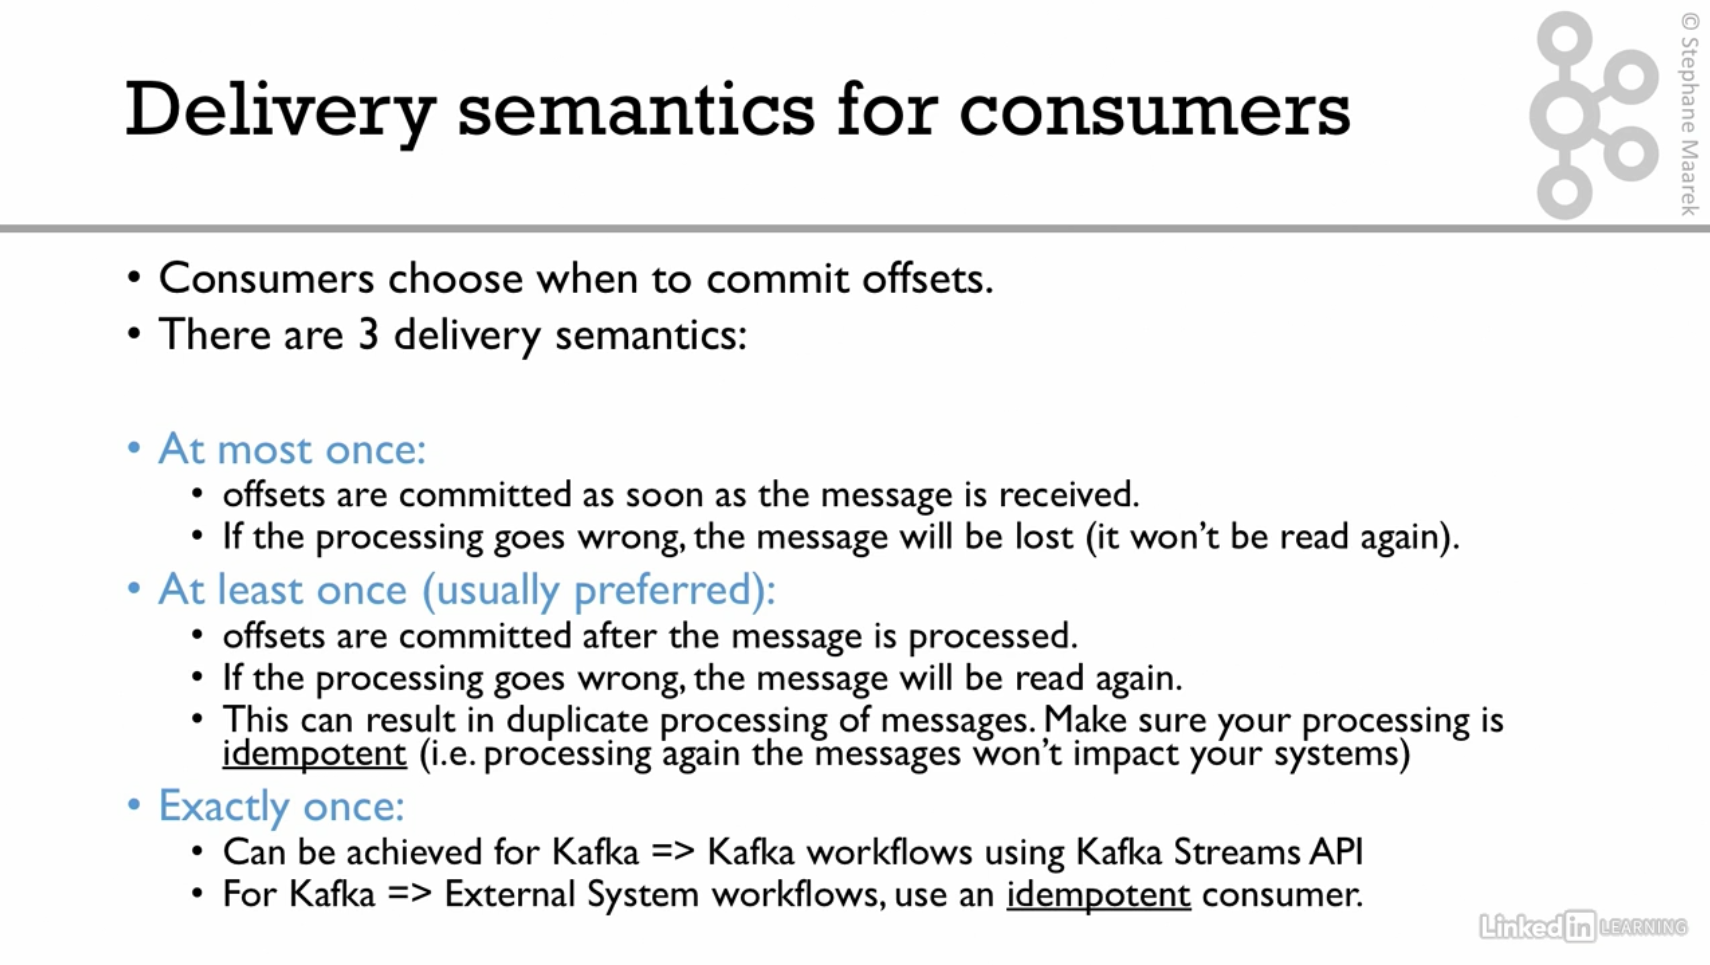 Delivery semantics for consumers
© Stephane Maarek
• Consumers choose when to commit offsets.
• There are 3 delivery semantics:
• At most once:
• offsets are committed as soon as the message is received.
• If the processing goes wrong, the message will be lost (it won't be read again).
• At least once (usually preferred):
• offsets are committed after the message is processed.
• If the processing goes wrong, the message will be read again.
• This can result in duplicate processing of messages. Make sure your processing is
idempotent (i.e. processing again the messages won't impact your systems)
• Exactly once:
• Can be achieved for Kafka => Kafka workflows using Kafka Streams API
• For Kafka => External System workflows, use an idempotent consumer.
Linked in LEARNING